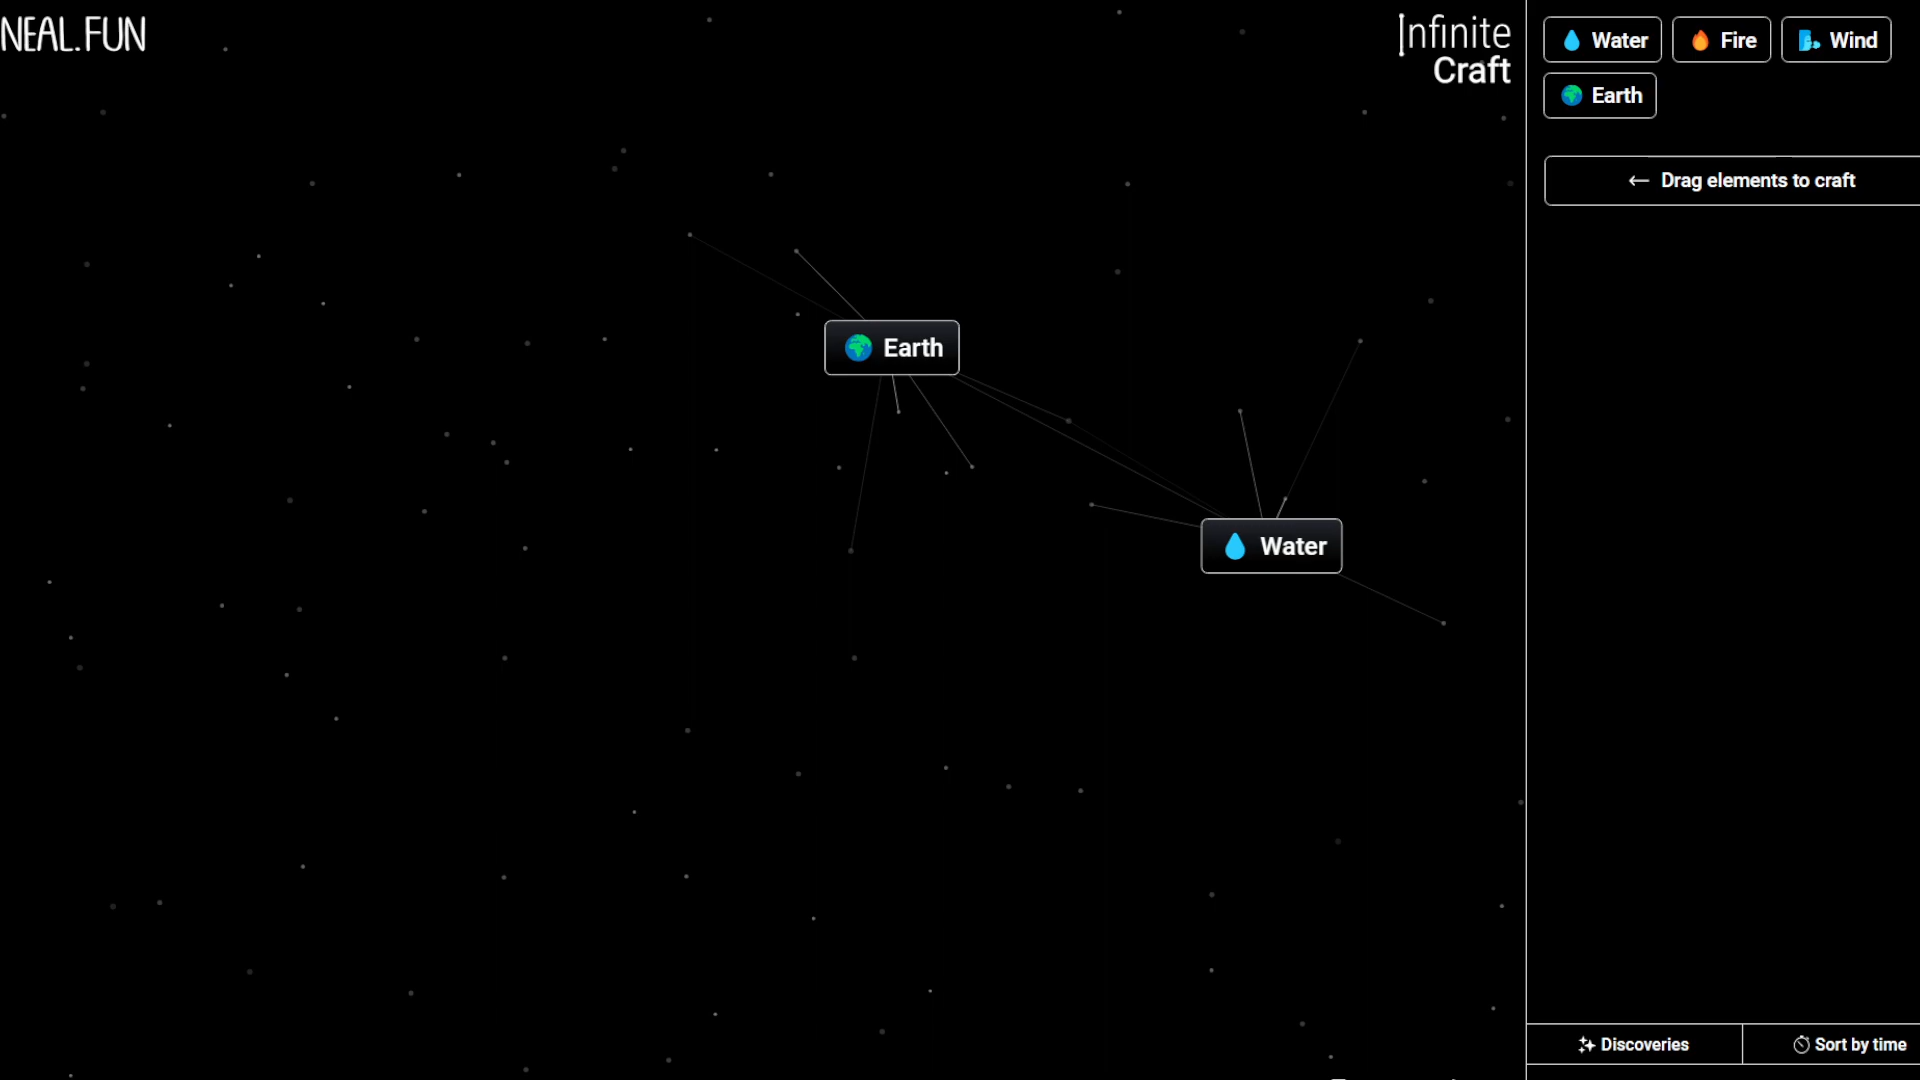 NEAL.FUN
Infinite
Craft
Water Fire Wind
Earth
← Drag elements to craft
Earth
Water
Discoveries Sort by time